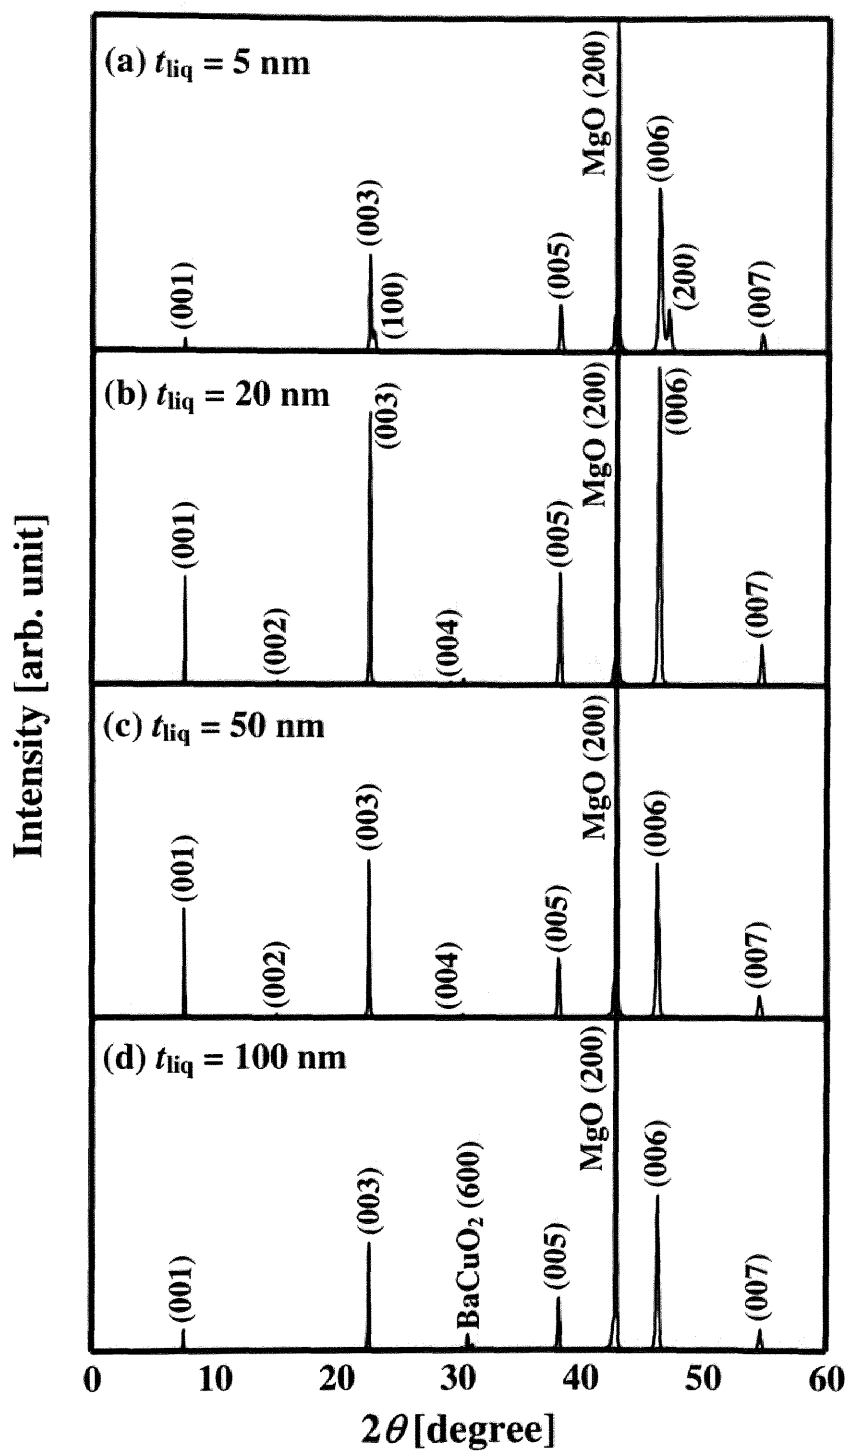 (a) tliq = 5 nm
(001)
(003)
(100)
(005)
MgO (200)
(006)
(200)
(007)
(b) tliq = 20 nm
(001)
(002)
(003)
(004)
(005)
MgO (200)
(006)
(007)
(c) tliq = 50 nm
(001)
(002)
(003)
(004)
(005)
MgO (200)
(006)
(007)
(d) tliq = 100 nm
(001)
(003)
BaCuO2 (600)
(005)
MgO (200)
(006)
(007)
0 10 20 30 40 50 60
2θ [degree]
Intensity [arb. unit]